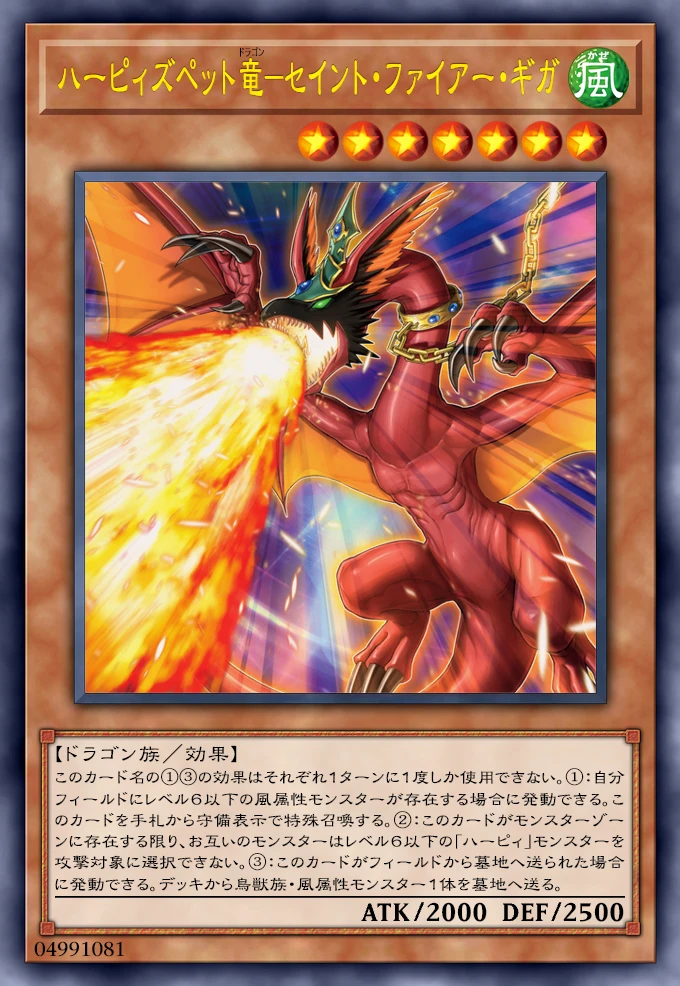 ドラゴン
ハーピィズペット竜ーセイント・ファイアー・ギガ
かぜ
風
【ドラゴン族／効果】
このカード名の①③の効果はそれぞれ1ターンに1度しか使用できない。①：自分
フィールドにレベル6以下の風属性モンスターが存在する場合に発動できる。こ
のカードを手札から守備表示で特殊召喚する。②：このカードがモンスターゾー
ンに存在する限り、お互いのモンスターはレベル6以下の「ハーピィ」モンスターを
攻撃対象に選択できない。③：このカードがフィールドから墓地へ送られた場合
に発動できる。デッキから鳥獣族・風属性モンスター1体を墓地へ送る。
ATK/2000 DEF/2500
04991081